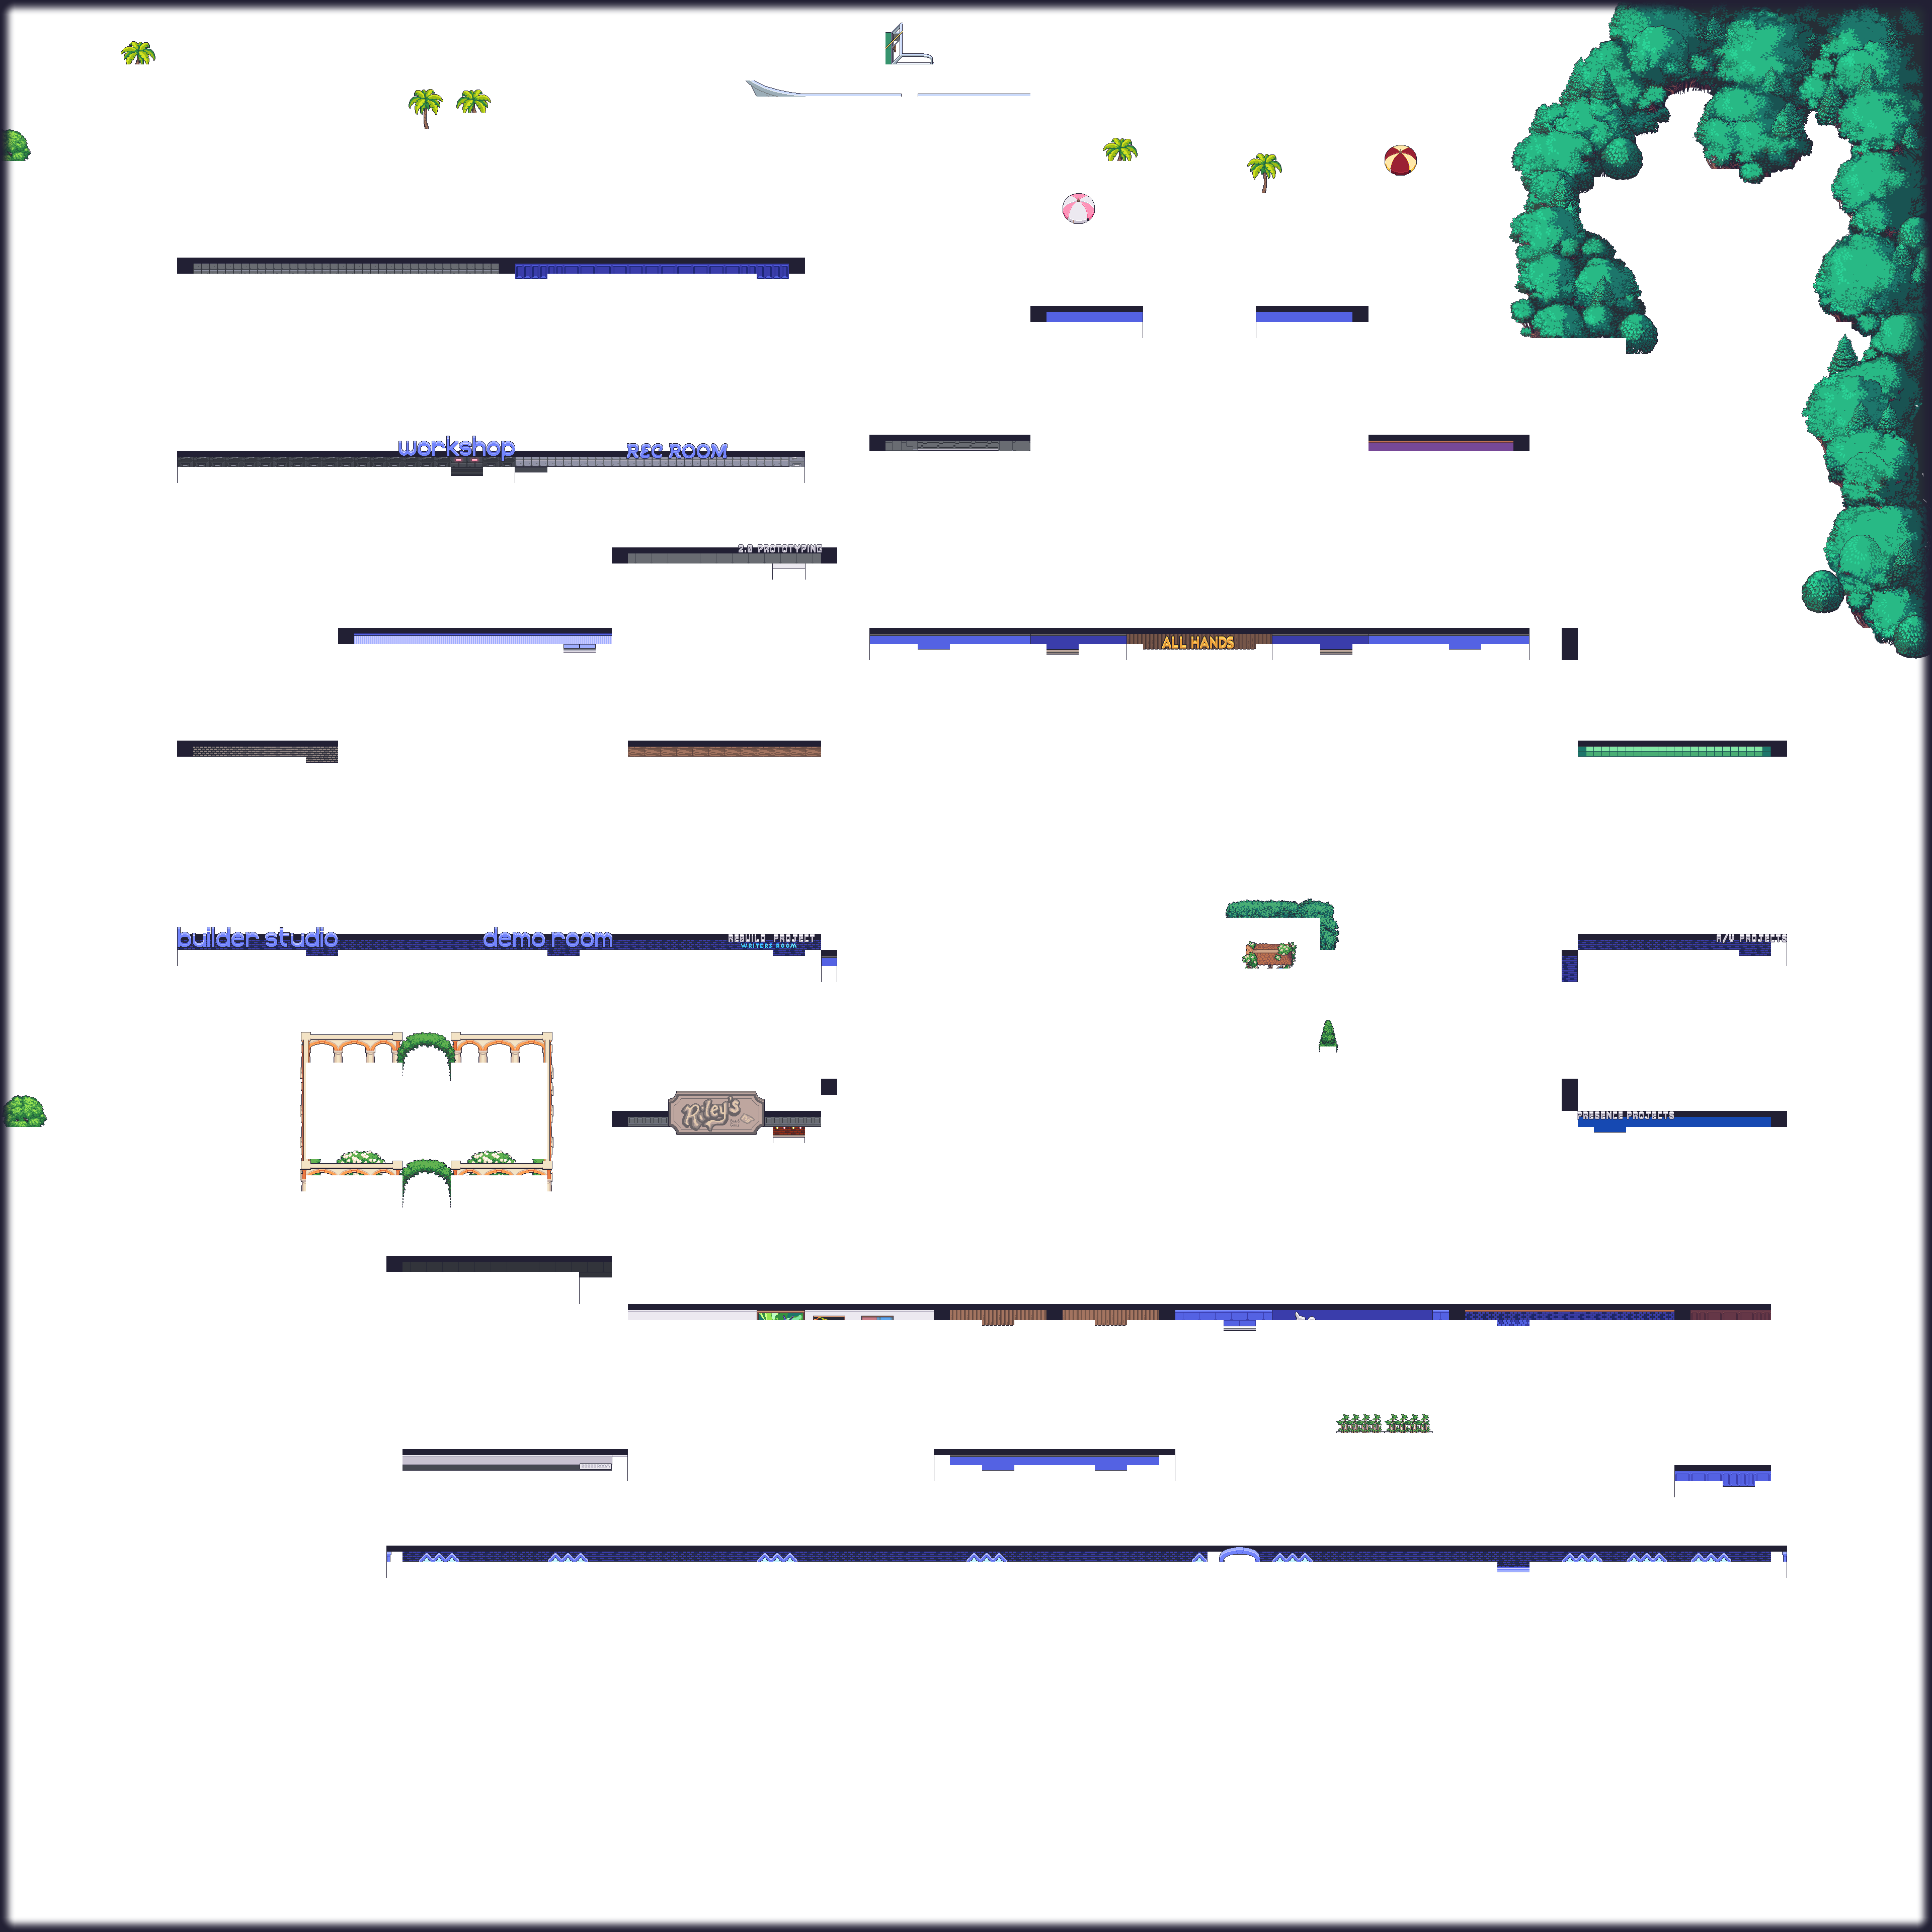 workshop
REC ROOM
2.0 PROTOTYPING
ALL HANDS
builder studio
demo room
REBUILD PROJECT
WRITERS ROOM
A/V PROJECTS
Riley's
PRESENCE PROJECTS